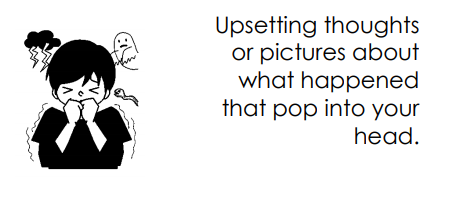 Upsetting thoughts
or pictures about
what happened
that pop into your
head.